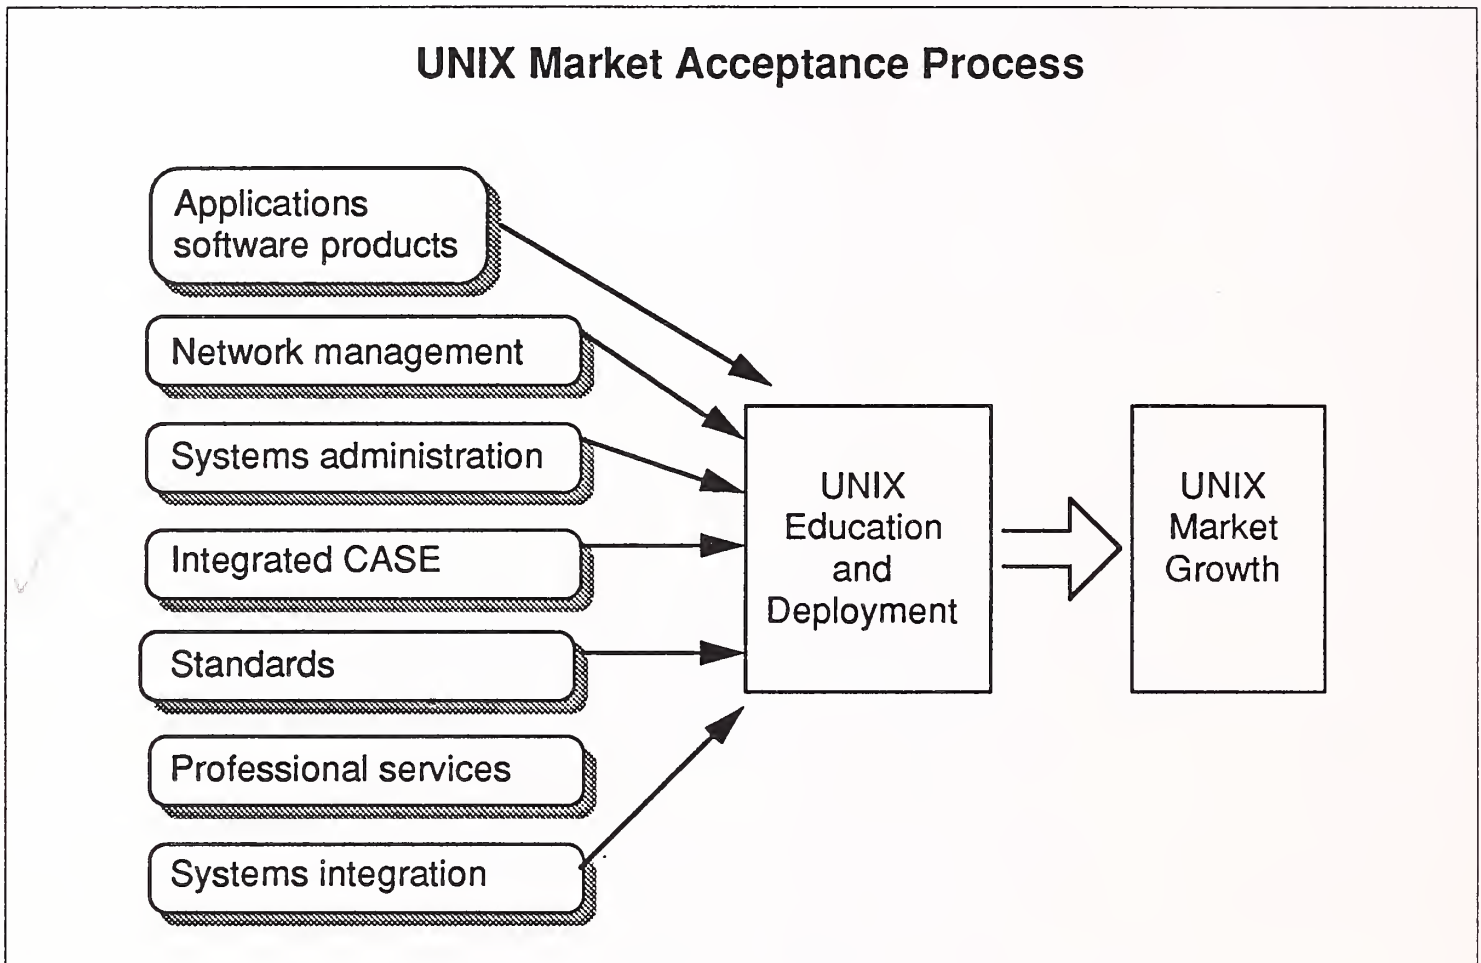 UNIX Market Acceptance Process
Applications
software products
Network management
Systems administration
Integrated CASE
Standards
Professional services
Systems integration
UNIX
Education
and
Deployment
UNIX
Market
Growth